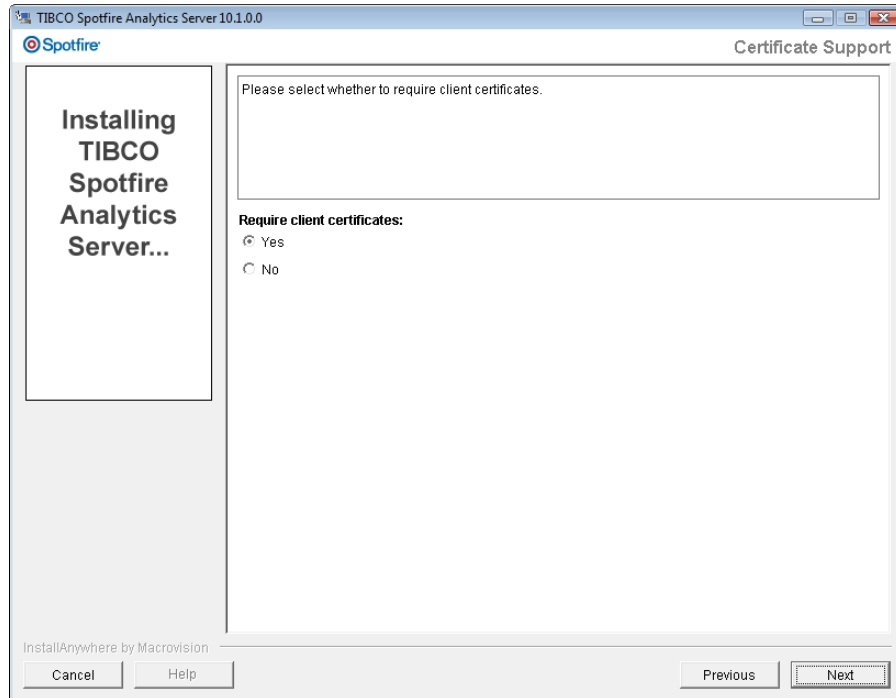 TIBCO Spotfire Analytics Server 10.1.0.0
Spotfire
Certificate Support
Installing
TIBCO
Spotfire
Analytics
Server...
Please select whether to require client certificates.
Require client certificates:
Yes
No
InstallAnywhere by Macrovision
Cancel
Help
Previous
Next